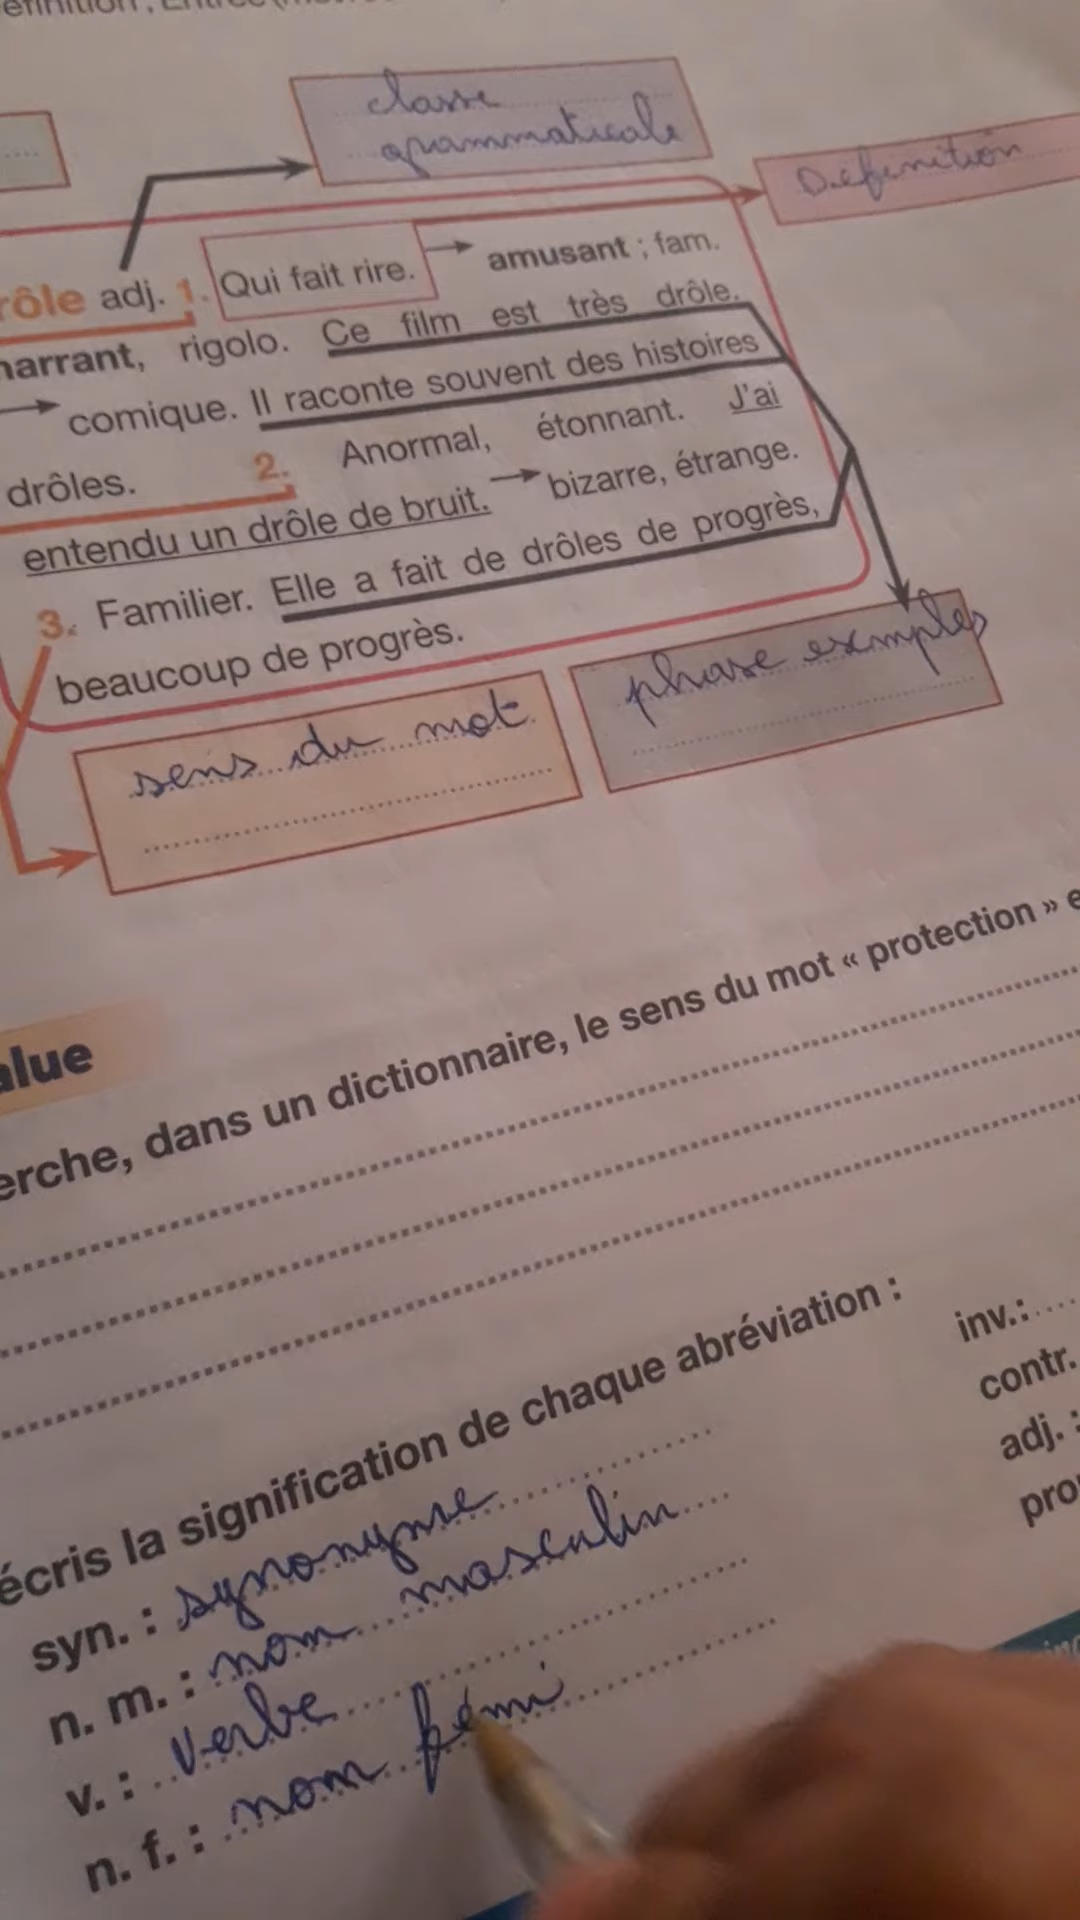 classe
grammaticale
Defenition
rôle adj. 1. Qui fait rire. → amusant ; fam.
narrant, rigolo. Ce film est très drôle.
→ comique. Il raconte souvent des histoires
drôles. 2. Anormal, étonnant. J'ai
entendu un drôle de bruit. → bizarre, étrange.
3. Familier. Elle a fait de drôles de progrès,
beaucoup de progrès.
sens du mot
phase exemples
alue
erche, dans un dictionnaire, le sens du mot « protection » e
écris la signification de chaque abréviation :
syn. : synonyme
n. m. : nom masculin
v. : verbe
n. f. : nom fémi
inv. :
contr.
adj. :
pro